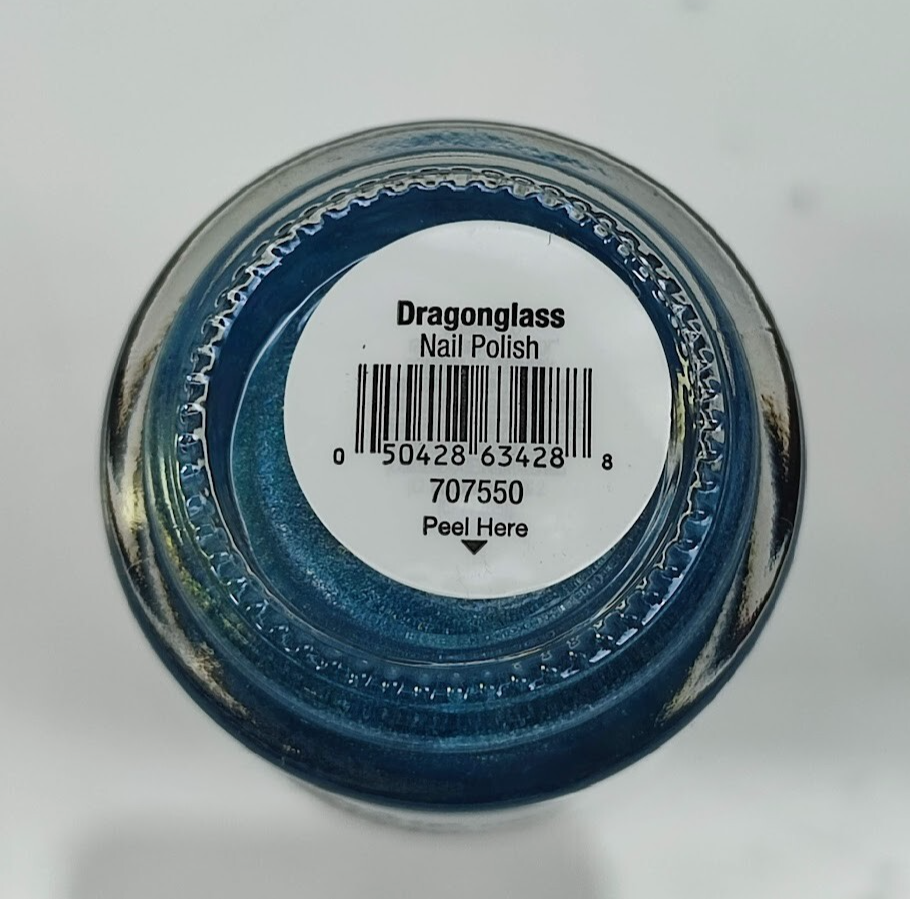 Dragonglass
Nail Polish
0 50428 63428 8
707550
Peel Here